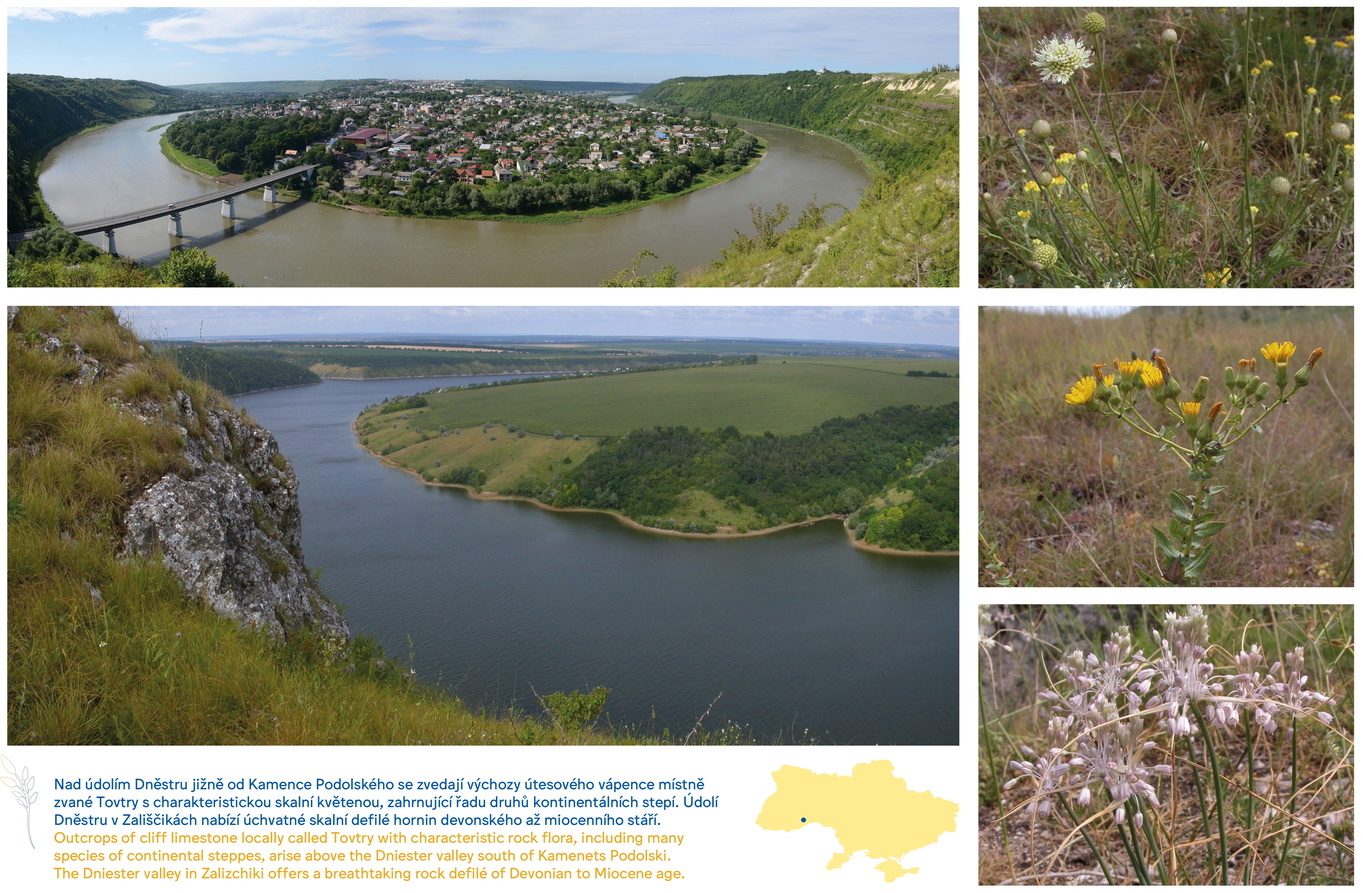 Nad údolím Dněstru jižně od Kamence Podolského se zvedají výchozy útesového vápence místně
zvané Tovtry s charakteristickou skalní květenou, zahrnující řadu druhů kontinentálních stepí. Údolí
Dněstru v Zališčikách nabízí úchvatné skalní defilé hornin devonského až miocenního stáří.
Outcrops of cliff limestone locally called Tovtry with characteristic rock flora, including many
species of continental steppes, arise above the Dniester valley south of Kamenets Podolski.
The Dniester valley in Zalizchiki offers a breathtaking rock defilé of Devonian to Miocene age.